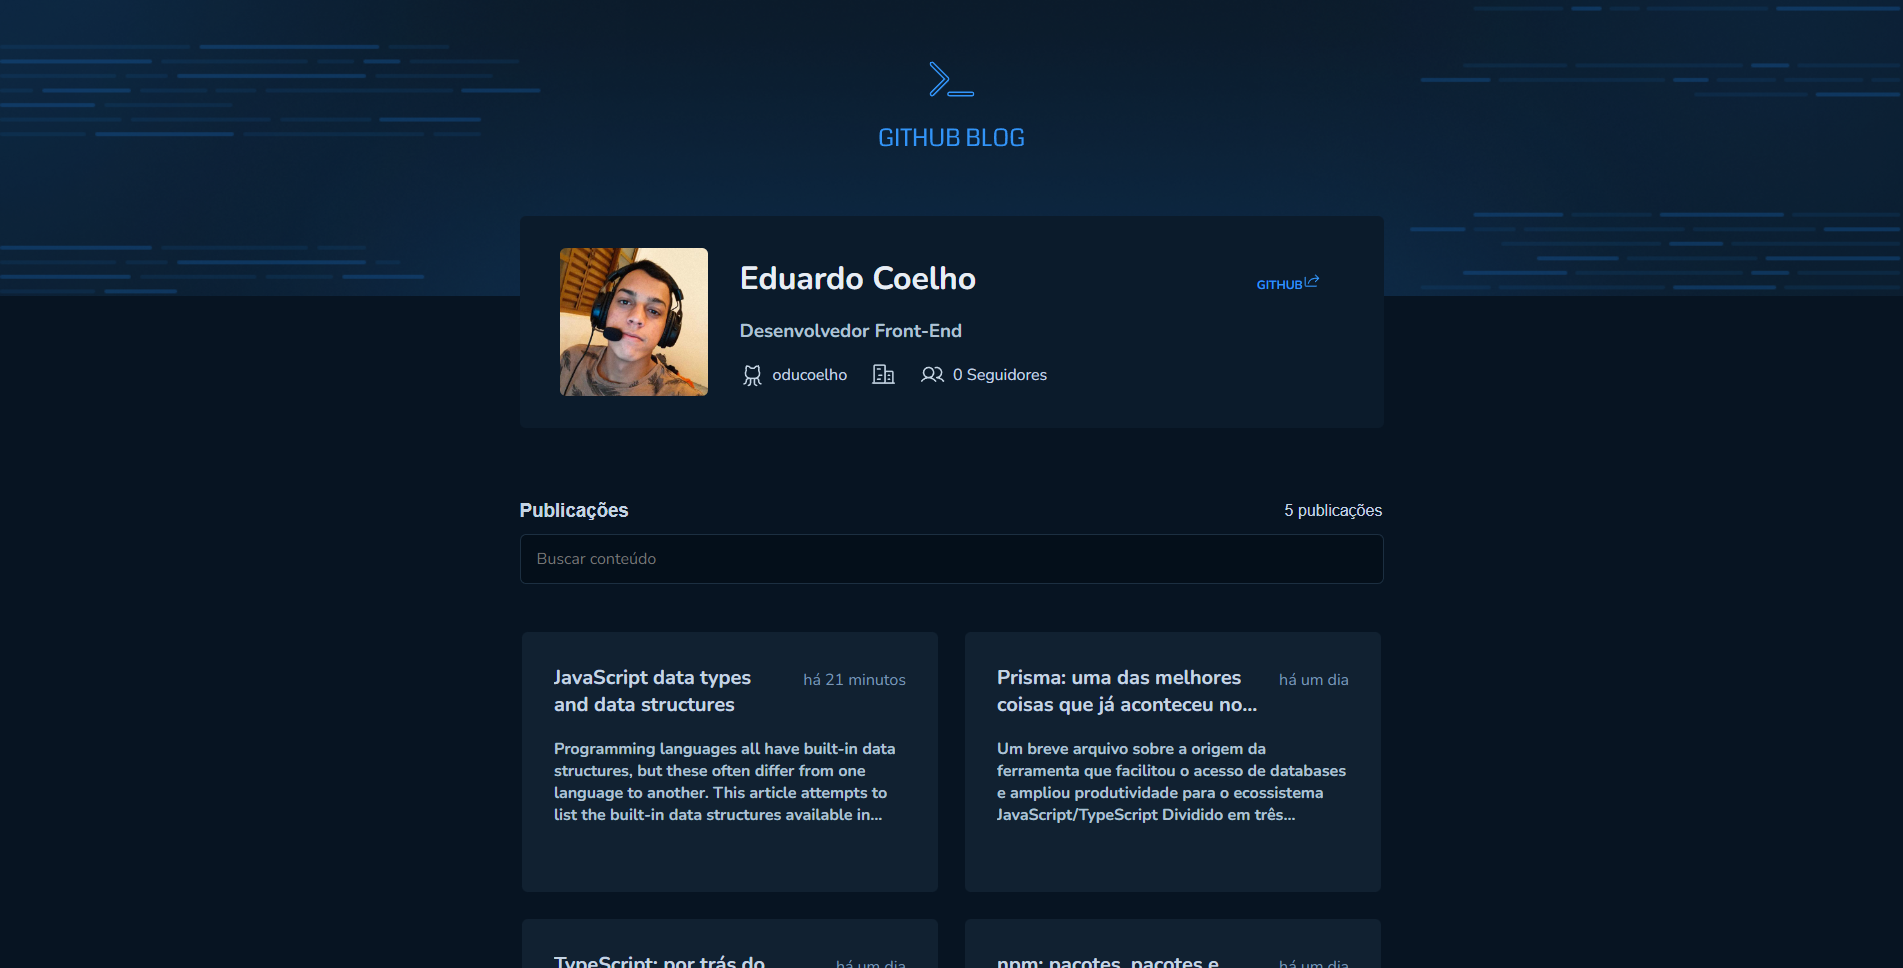 GITHUB BLOG
Eduardo Coelho
GITHUB
Desenvolvedor Front-End
oducoelho
0 Seguidores
Publicações
5 publicações
Buscar conteúdo
JavaScript data types
and data structures
há 21 minutos
Programming languages all have built-in data
structures, but these often differ from one
language to another. This article attempts to
list the built-in data structures available in...
Prisma: uma das melhores
coisas que já aconteceu no...
há um dia
Um breve arquivo sobre a origem da
ferramenta que facilitou o acesso de databases
e ampliou produtividade para o ecossistema
JavaScript/TypeScript Dividido em três...
TypeScript: por trás do
há um dia
npm: pacotes, pacotes e
há um dia